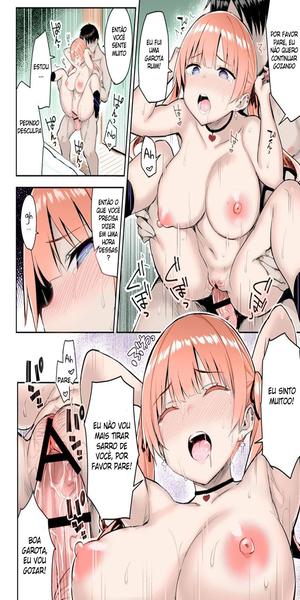 POR FAVOR
PARE, EU
NÃO QUERO
CONTINUAR
GOZANDO
EU FUI
UMA GAROTA
RUIM!
ENTÃO
VOCÊ
SENTE
MUITO
ESTOU
...
PEDINDO
DESCULPA
Ah
ENTÃO O
QUE VOCÊ
PRECISA
DIZER EM
UMA HORA
DESSAS
?
Ah
PARE.
EU SINTO
MUITOO!
EU NÃO VOU
MAIS TIRAR
SARRO DE VOCÊ,
POR FAVOR PARE!
BOA
GAROTA,
EU VOU
GOZAR!